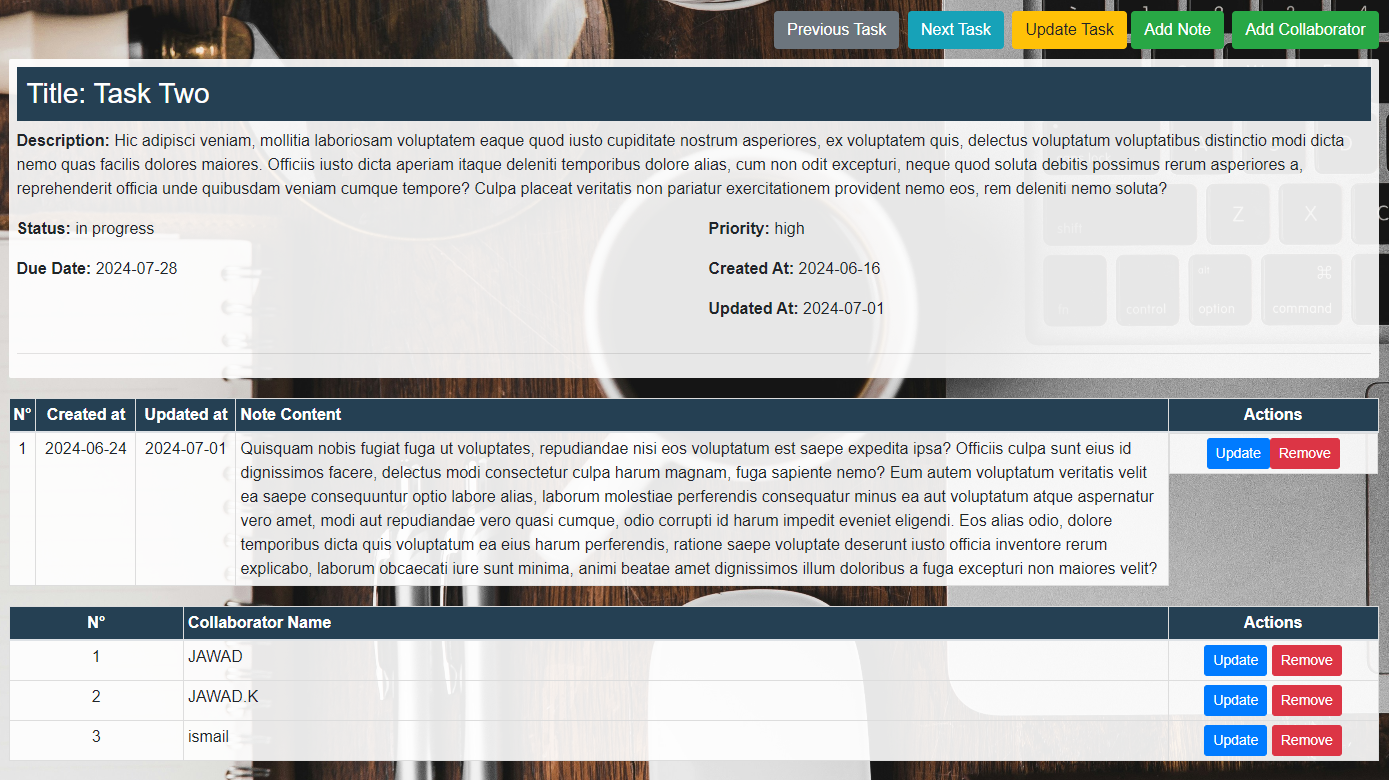 Previous Task Next Task Update Task Add Note Add Collaborator
Title: Task Two
Description: Hic adipisci veniam, mollitia laboriosam voluptatem eaque quod iusto cupiditate nostrum asperiores, ex voluptatem quis, delectus voluptatum voluptatibus distinctio modi dicta
nemo quas facilis dolores maiores. Officiis iusto dicta aperiam itaque deleniti temporibus dolore alias, cum non odit excepturi, neque quod soluta debitis possimus rerum asperiores a,
reprehenderit officia unde quibusdam veniam cumque tempore? Culpa placeat veritatis non pariatur exercitationem provident nemo eos, rem deleniti nemo soluta?
Status: in progress Priority: high
Due Date: 2024-07-28 Created At: 2024-06-16
Updated At: 2024-07-01
Z X C
shift
alt ⌘
fn control option command
N° Created at Updated at Note Content Actions
1 2024-06-24 2024-07-01 Quisquam nobis fugiat fuga ut voluptates, repudiandae nisi eos voluptatum est saepe expedita ipsa? Officiis culpa sunt eius id Update Remove
dignissimos facere, delectus modi consectetur culpa harum magnam, fuga sapiente nemo? Eum autem voluptatum veritatis velit
ea saepe consequuntur optio labore alias, laborum molestiae perferendis consequatur minus ea aut voluptatum atque aspernatur
vero amet, modi aut repudiandae vero quasi cumque, odio corrupti id harum impedit eveniet eligendi. Eos alias odio, dolore
temporibus dicta quis voluptatum ea eius harum perferendis, ratione saepe voluptate deserunt iusto officia inventore rerum
explicabo, laborum obcaecati iure sunt minima, animi beatae amet dignissimos illum doloribus a fuga excepturi non maiores velit?
N° Collaborator Name Actions
1 JAWAD Update Remove
2 JAWAD.K Update Remove
3 ismail Update Remove